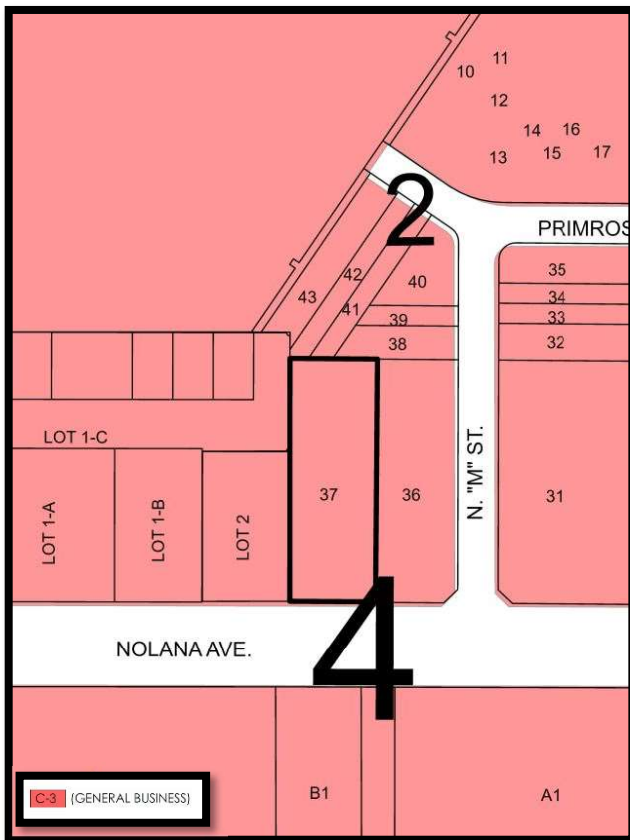 11
10
12
14
16
13
15
17
2
PRIMROS
42
43
41
40
39
38
35
34
33
32
LOT 1-C
LOT 1-A
LOT 1-B
LOT 2
37
36
N. "M" ST.
31
NOLANA AVE.
4
B1
A1
C-3 (GENERAL BUSINESS)